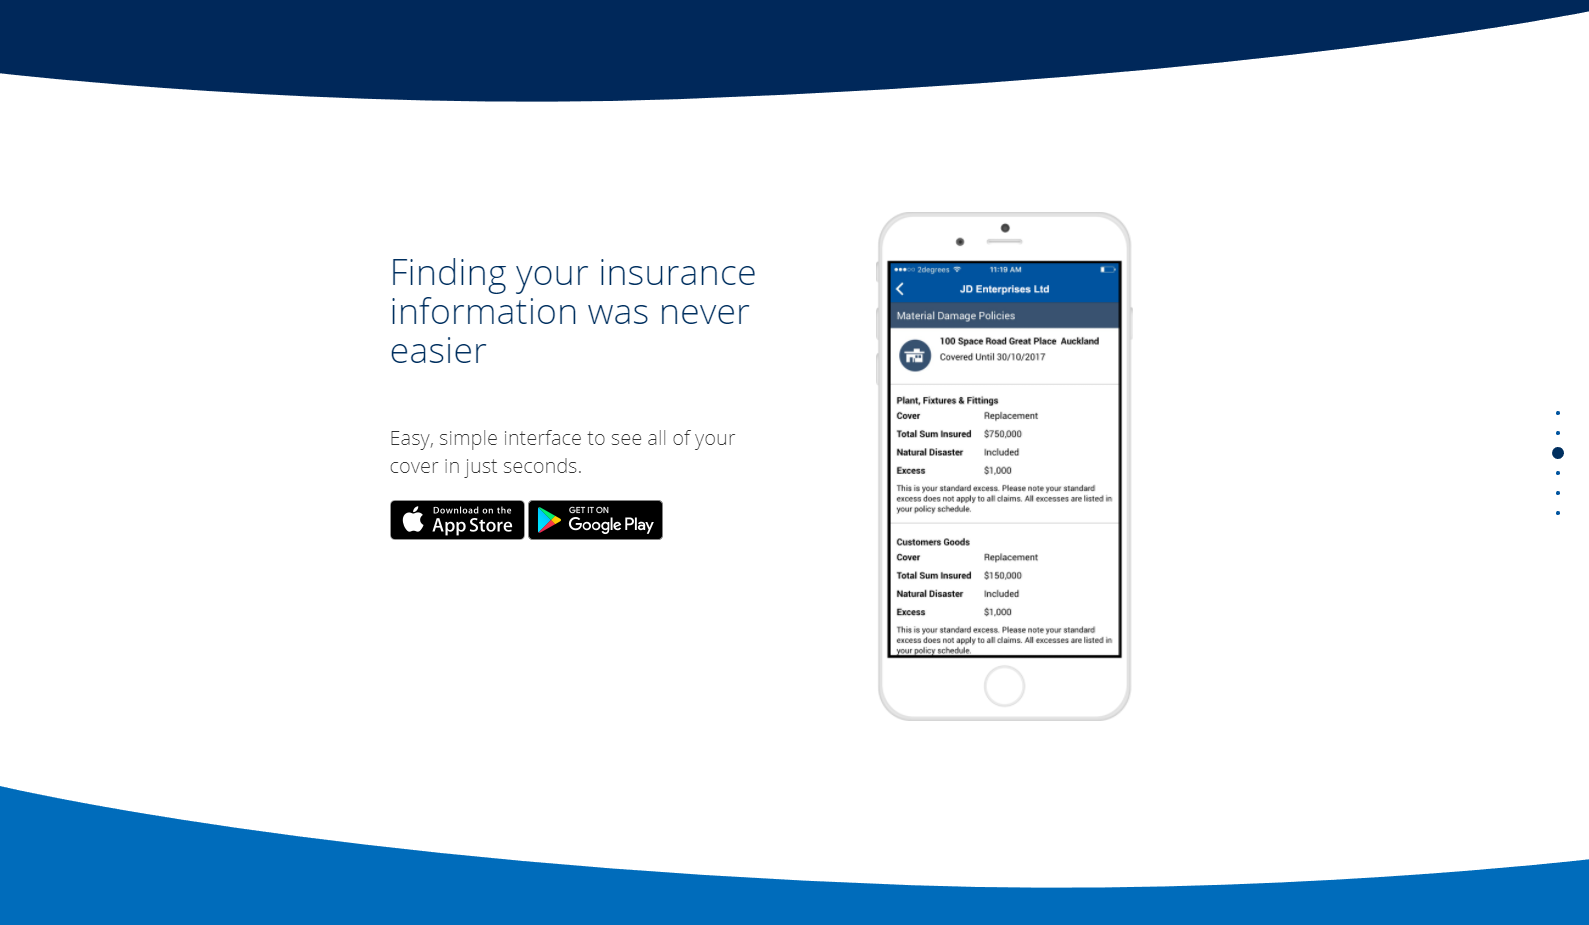 Finding your insurance
information was never
easier
Easy, simple interface to see all of your
cover in just seconds.
Download on the
App Store
GET IT ON
Google Play
2degrees 11:19 AM
JD Enterprises Ltd
Material Damage Policies
100 Space Road Great Place Auckland
Covered Until 30/10/2017
Plant, Fixtures & Fittings
Cover Replacement
Total Sum Insured $750,000
Natural Disaster Included
Excess $1,000
This is your standard excess. Please note your standard
excess does not apply to all claims. All excesses are listed in
your policy schedule.
Customers Goods
Cover Replacement
Total Sum Insured $150,000
Natural Disaster Included
Excess $1,000
This is your standard excess. Please note your standard
excess does not apply to all claims. All excesses are listed in
your policy schedule.